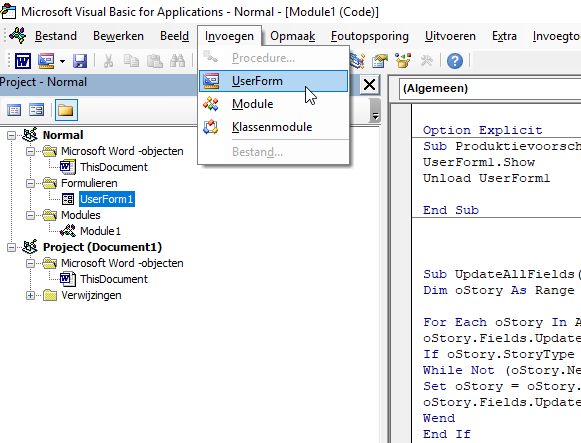 Microsoft Visual Basic for Applications - Normal - [Module1 (Code)]
Bestand Bewerken Beeld Invoegen Opmaak Foutopsporing Uitvoeren Extra Invoegto
Procedure...
UserForm
Module
Klassenmodule
Bestand...
Project - Normal
Normal
Microsoft Word -objecten
ThisDocument
Formulieren
UserForm1
Modules
Module1
Project (Document1)
Microsoft Word -objecten
ThisDocument
Verwijzingen
(Algemeen)
Option Explicit
Sub Produktievoorsch
UserForm1.Show
Unload UserForm1
End Sub
Sub UpdateAllFields(
Dim oStory As Range
For Each oStory In A
oStory.Fields.Update
If oStory.StoryType
While Not (oStory.Ne
Set oStory = oStory.
oStory.Fields.Update
Wend
End If